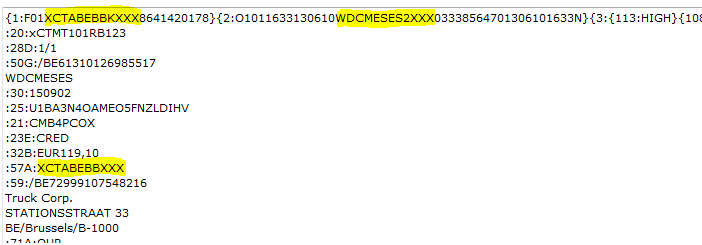 {1:F01XCTABEBBKXXX8641420178}{2:O1011633130610WDCMESES2XXX03338564701306101633N}{3:{113:HIGH}{108
:20:xCTMT101RB123
:28D:1/1
:50G:/BE61310126985517
WDCMESES
:30:150902
:25:U1BA3N4OAMEO5FNZLDIHV
:21:CMB4PCOX
:23E:CRED
:32B:EUR119,10
:57A:XCTABEBBXXX
:59:/BE72999107548216
Truck Corp.
STATIONSSTRAAT 33
BE/Brussels/B-1000
:71A:OUR